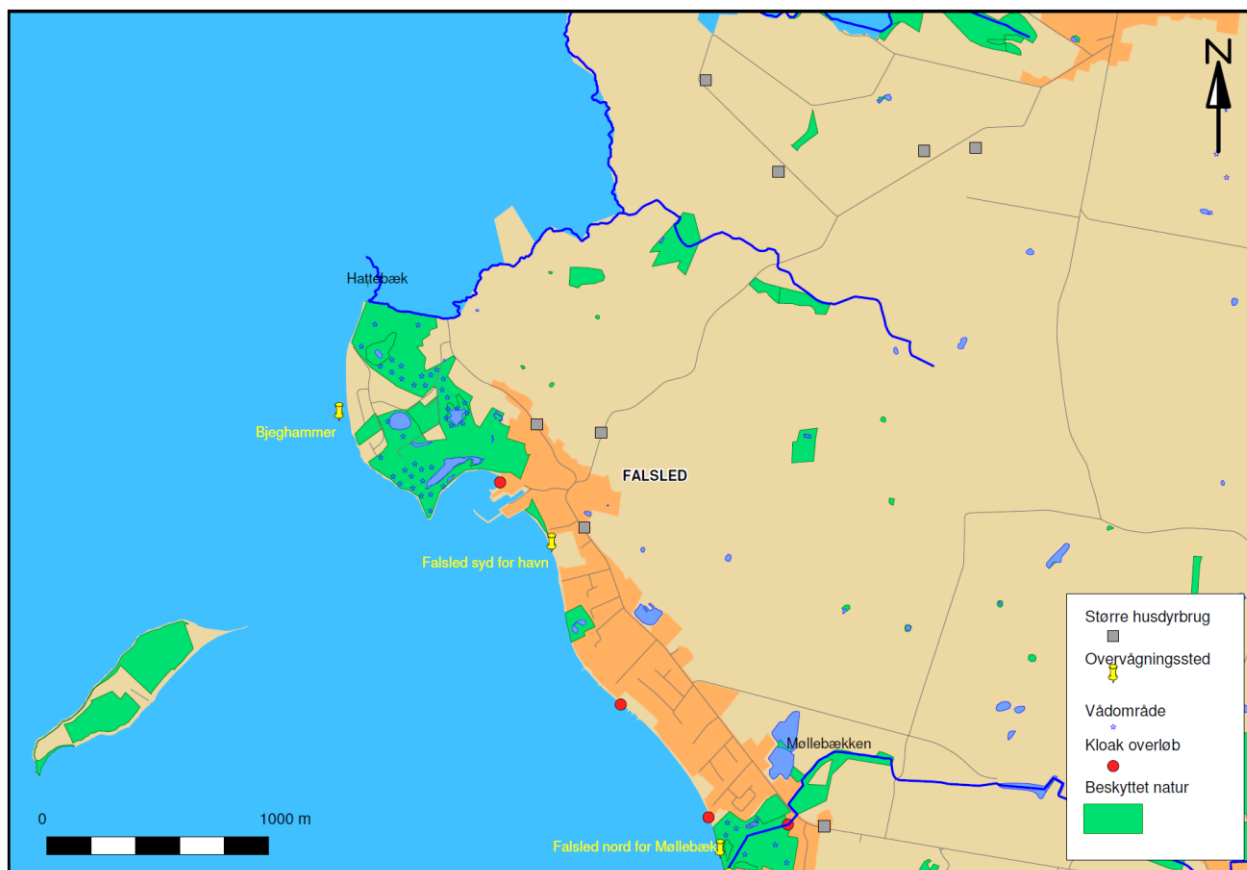 N
Hattebæk
Bjeghammer
FALSLED
Falsled syd for havn
Møllebækken
Falsled nord for Møllebæk
0 1000 m
Større husdyrbrug
Overvågningssted
Vådområde
Kloak overløb
Beskyttet natur